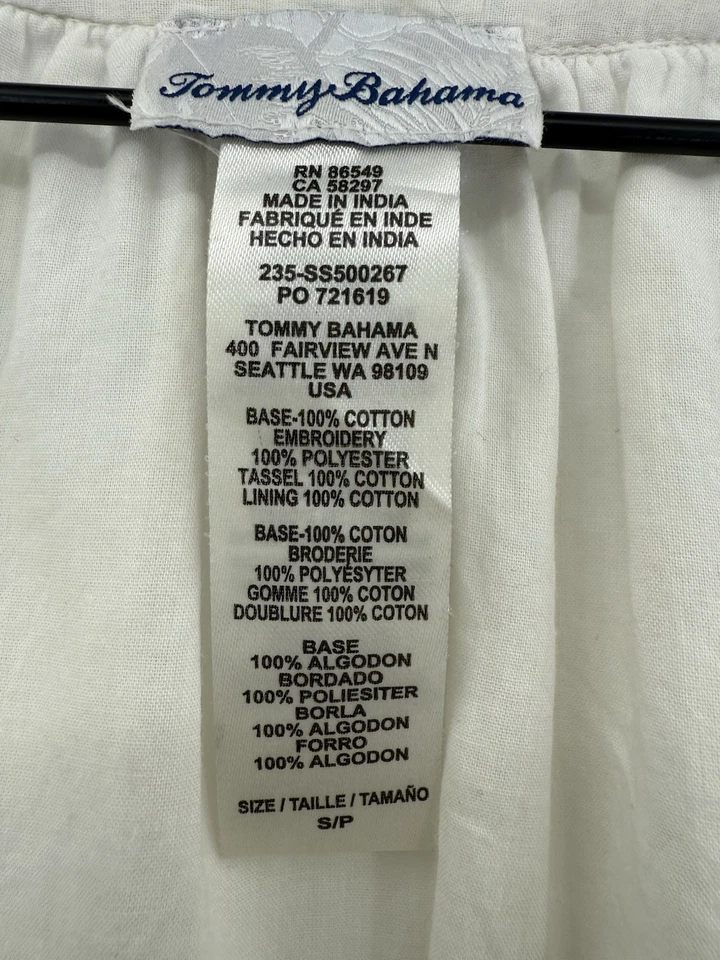 Tommy Bahama
RN 86549
CA 58297
MADE IN INDIA
FABRIQUÉ EN INDE
HECHO EN INDIA
235-SS500267
PO 721619
TOMMY BAHAMA
400 FAIRVIEW AVE N
SEATTLE WA 98109
USA
BASE-100% COTTON
EMBROIDERY
100% POLYESTER
TASSEL 100% COTTON
LINING 100% COTTON
BASE-100% COTON
BRODERIE
100% POLYÉSYTER
GOMME 100% COTON
DOUBLURE 100% COTON
BASE
100% ALGODON
BORDADO
100% POLIESITER
BORLA
100% ALGODON
FORRO
100% ALGODON
SIZE / TAILLE / TAMAÑO
S/P